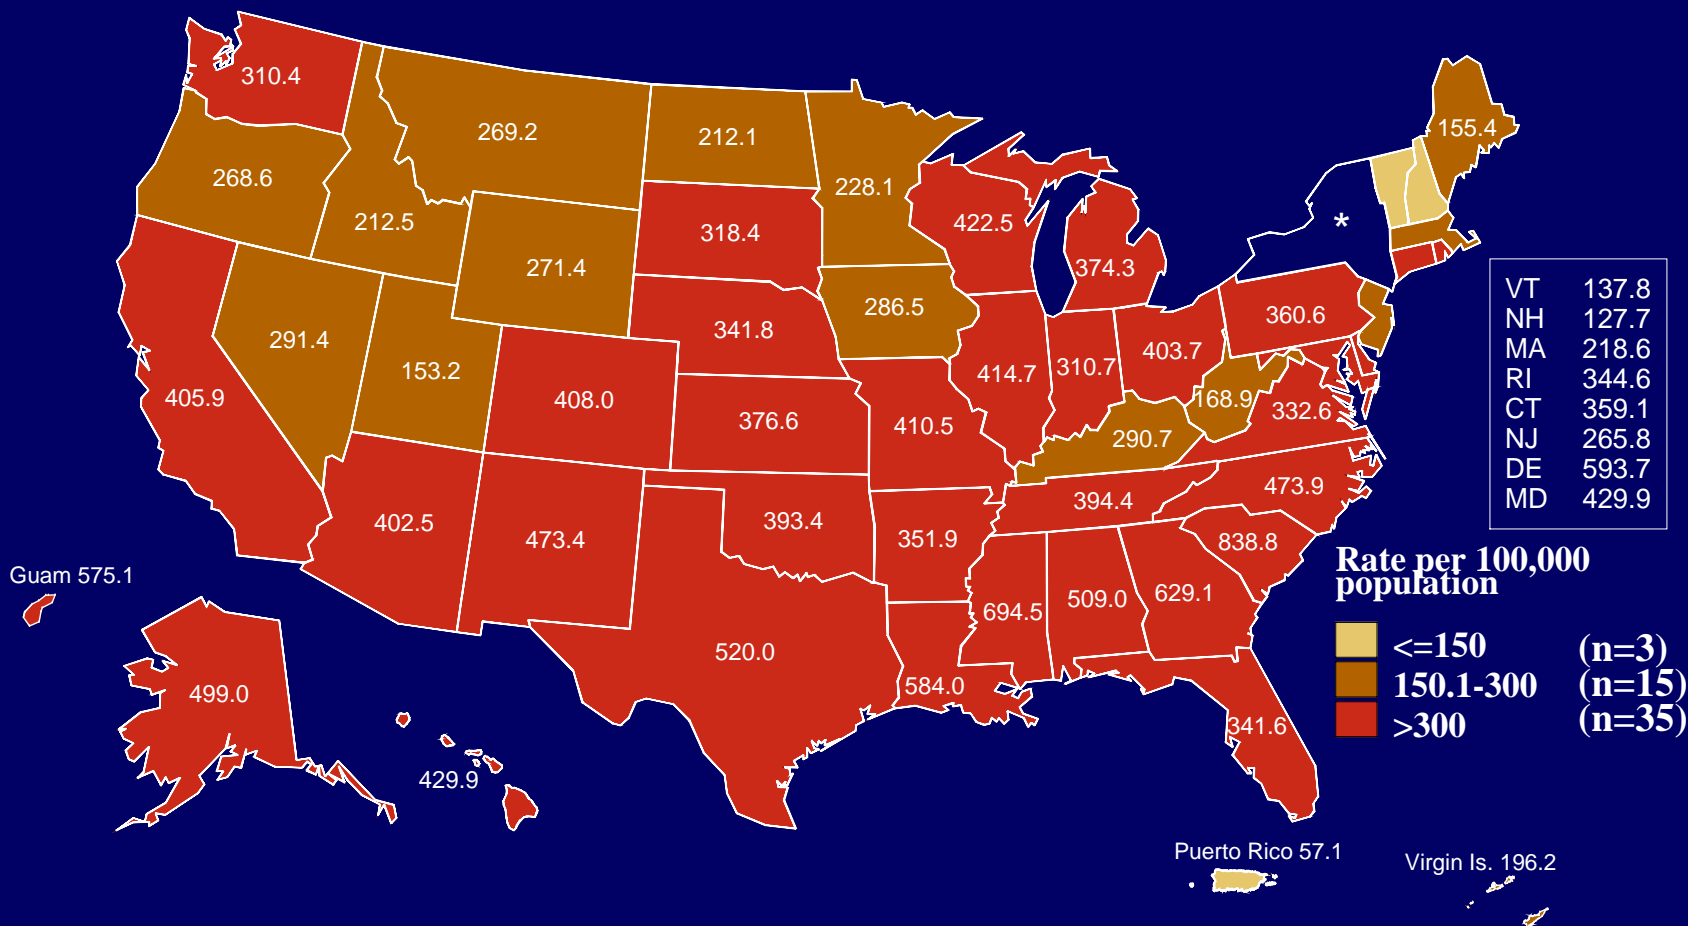 310.4
269.2
212.1
155.4
268.6
228.1
212.5
318.4
422.5
*
271.4
374.3
VT 137.8
NH 127.7
MA 218.6
RI 344.6
CT 359.1
NJ 265.8
DE 593.7
MD 429.9
286.5
360.6
341.8
291.4
403.7
153.2
414.7
310.7
405.9
408.0
168.9
332.6
376.6
410.5
290.7
473.9
394.4
402.5
393.4
473.4
351.9
838.8
Rate per 100,000
population
Guam 575.1
694.5
509.0
629.1
<=150 (n=3)
150.1-300 (n=15)
>300 (n=35)
520.0
584.0
499.0
341.6
429.9
Puerto Rico 57.1
Virgin Is. 196.2